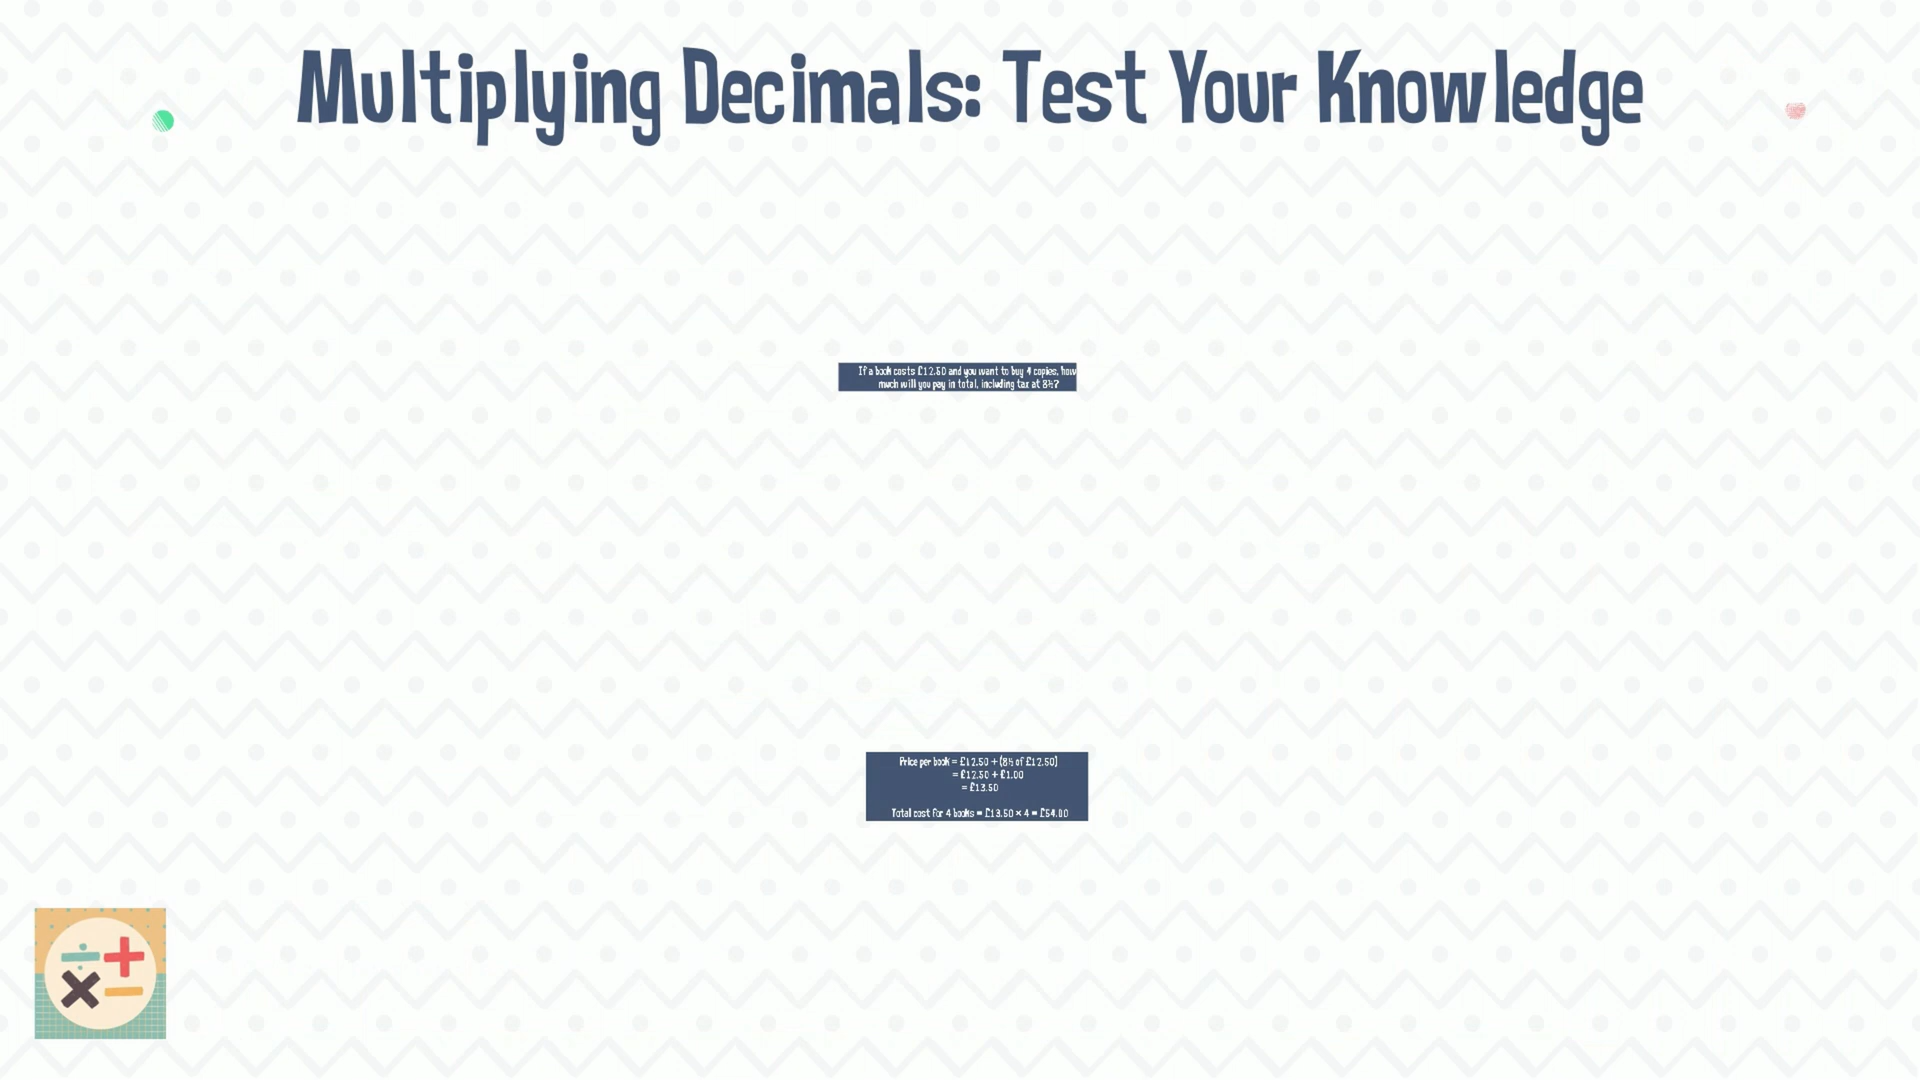 Multiplying Decimals: Test Your Knowledge
If a book costs £12.50 and you want to buy 4 copies, how
much will you pay in total, including tax at 8%?
Price per book = £12.50 + (8% of £12.50)
= £12.50 + £1.00
= £13.50
Total cost for 4 books = £13.50 × 4 = £54.00